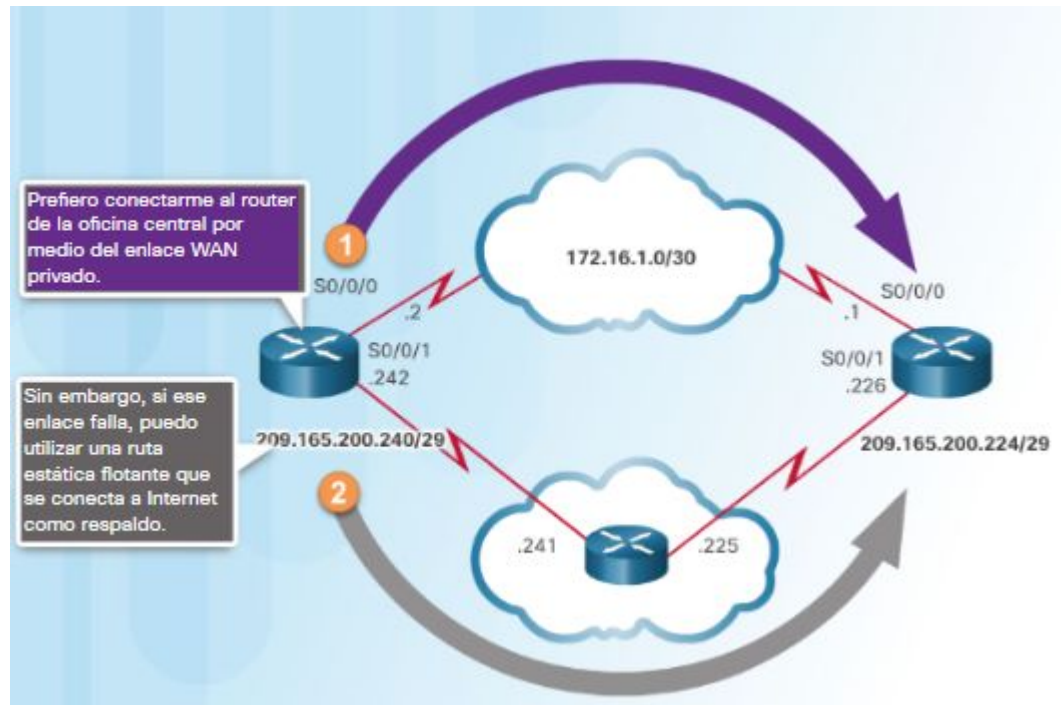 Prefiero conectarme al router
de la oficina central por
medio del enlace WAN
privado.
1
S0/0/0
172.16.1.0/30
S0/0/0
.2
.1
S0/0/1
.242
S0/0/1
.226
Sin embargo, si ese
enlace falla, puedo
utilizar una ruta
estática flotante que
se conecta a Internet
como respaldo.
209.165.200.240/29
209.165.200.224/29
2
.241
.225